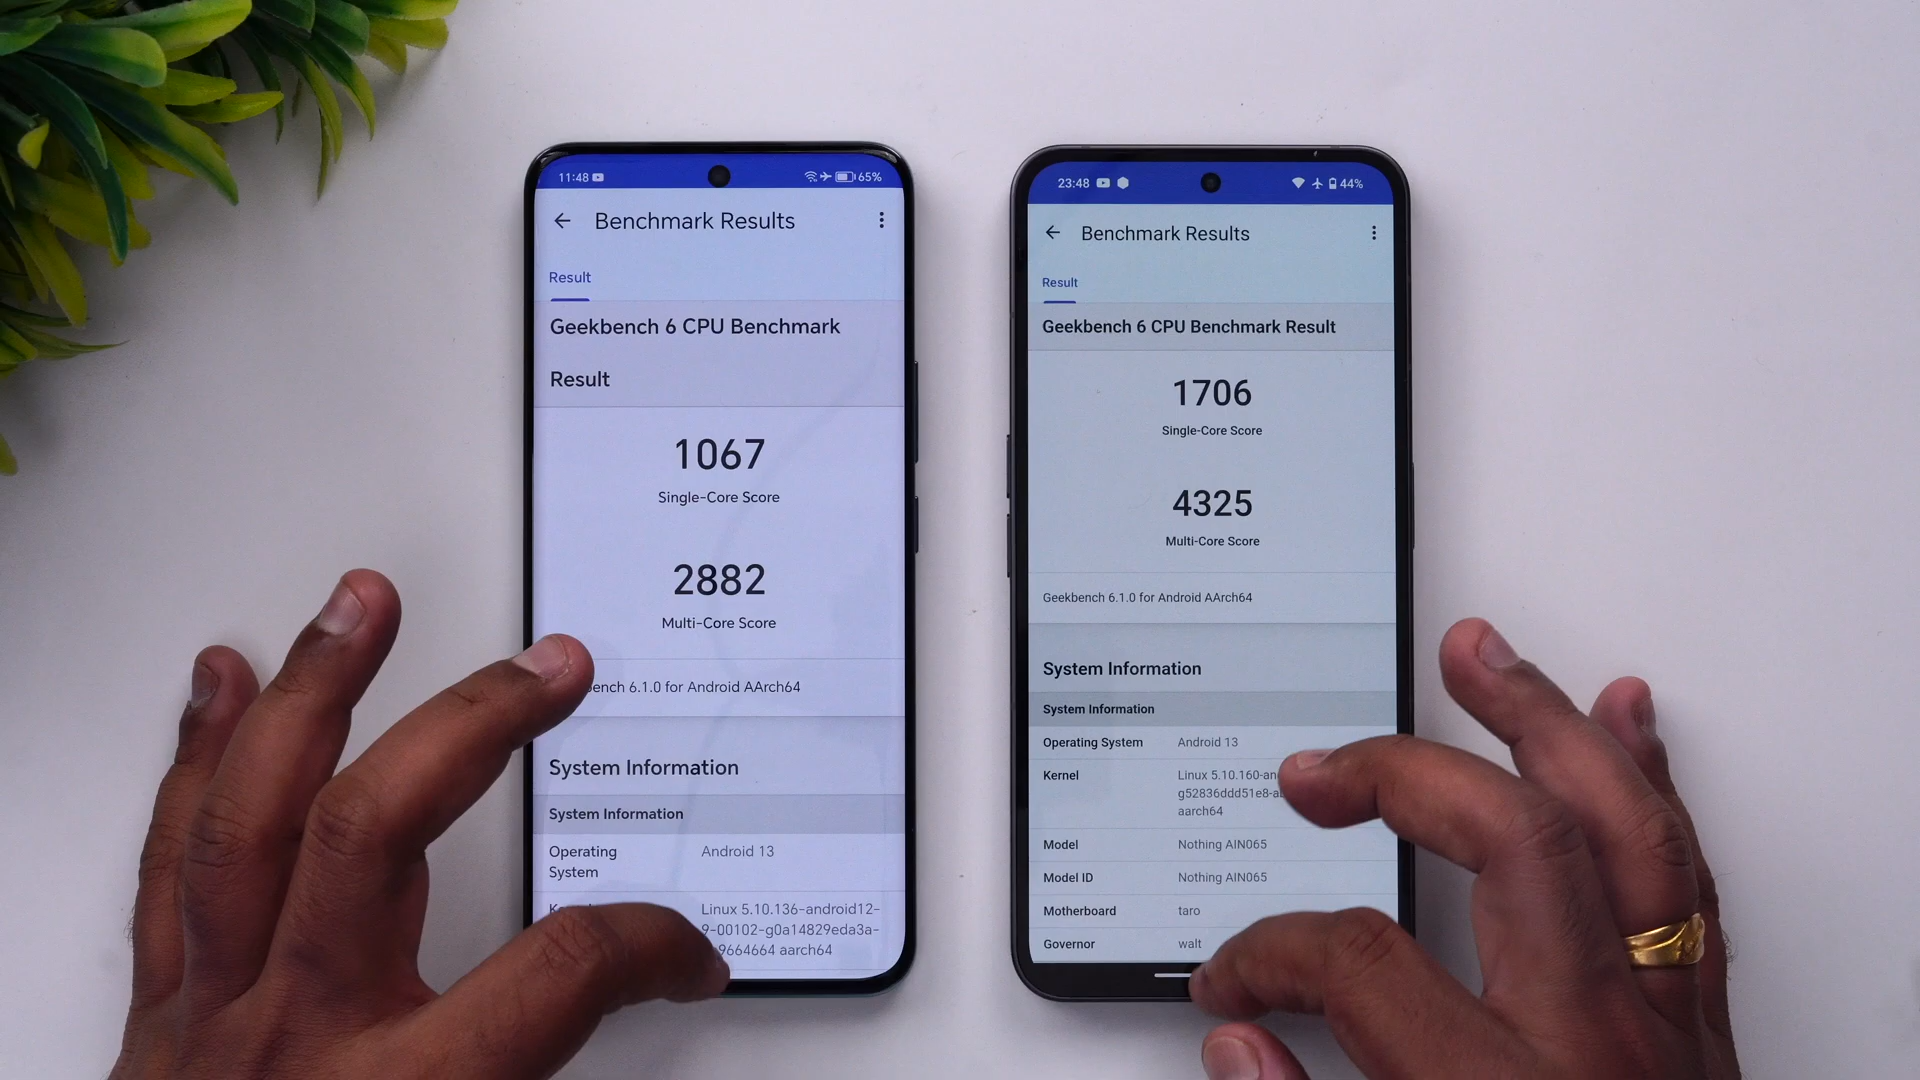 11:48
65%
Benchmark Results
Result
Geekbench 6 CPU Benchmark
Result
1067
Single-Core Score
2882
Multi-Core Score
ench 6.1.0 for Android AArch64
System Information
System Information
Operating System
Android 13
Linux 5.10.136-android12-
9-00102-g0a14829eda3a-
9664664 aarch64
23:48
44%
Benchmark Results
Result
Geekbench 6 CPU Benchmark Result
1706
Single-Core Score
4325
Multi-Core Score
Geekbench 6.1.0 for Android AArch64
System Information
System Information
Operating System Android 13
Kernel Linux 5.10.160-an
g52836ddd51e8-a
aarch64
Model Nothing AIN065
Model ID Nothing AIN065
Motherboard taro
Governor walt